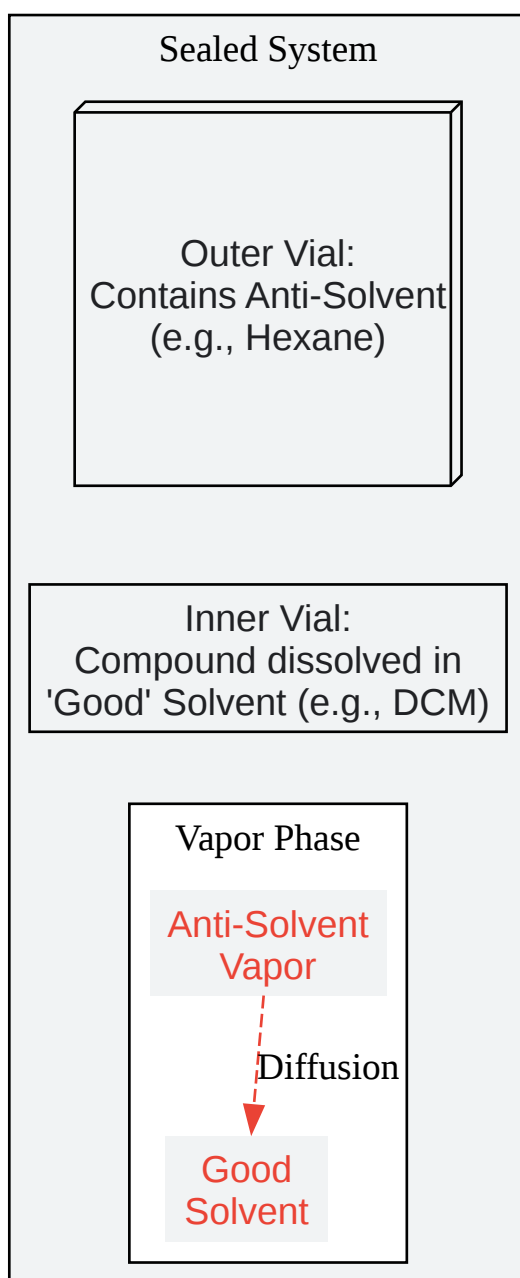 Sealed System
Outer Vial:
Contains Anti-Solvent
(e.g., Hexane)
Inner Vial:
Compound dissolved in
'Good' Solvent (e.g., DCM)
Vapor Phase
Anti-Solvent
Vapor
Diffusion
Good
Solvent